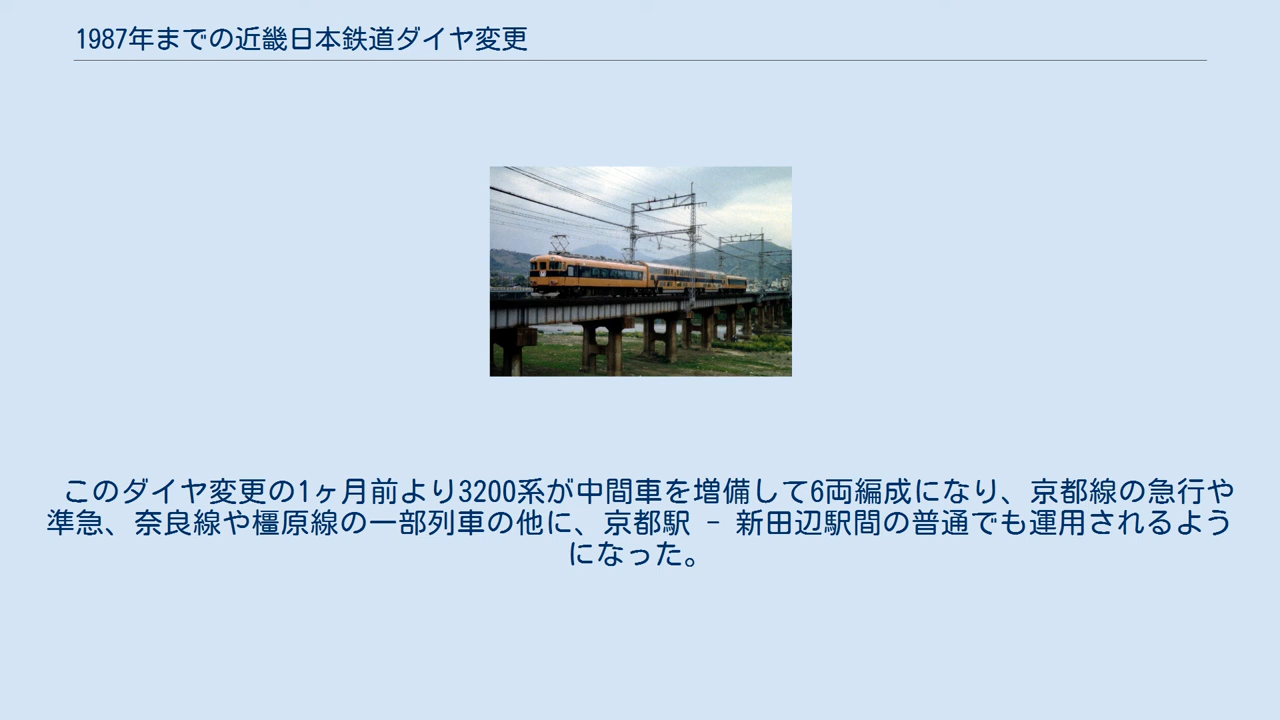 1987年までの近畿日本鉄道ダイヤ変更
このダイヤ変更の1ヶ月前より3200系が中間車を増備して6両編成になり、京都線の急行や
準急、奈良線や橿原線の一部列車の他に、京都駅 - 新田辺駅間の普通でも運用されるよう
になった。